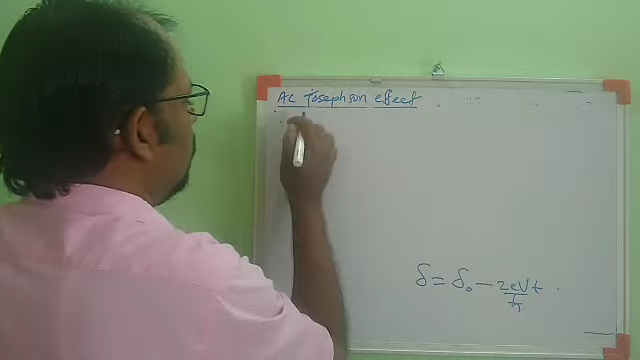 Ac Josephson effect
δ = δ₀ - 2eVt/ħ